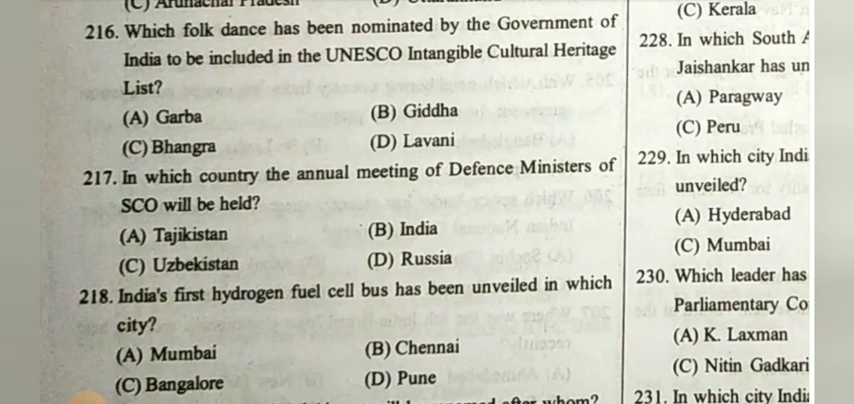 216. Which folk dance has been nominated by the Government of
India to be included in the UNESCO Intangible Cultural Heritage
List?
(A) Garba (B) Giddha
(C) Bhangra (D) Lavani
217. In which country the annual meeting of Defence Ministers of
SCO will be held?
(A) Tajikistan (B) India
(C) Uzbekistan (D) Russia
218. India's first hydrogen fuel cell bus has been unveiled in which
city?
(A) Mumbai (B) Chennai
(C) Bangalore (D) Pune
after whom?
(C) Kerala
228. In which South A
Jaishankar has un
(A) Paragway
(C) Peru
229. In which city Indi
unveiled?
(A) Hyderabad
(C) Mumbai
230. Which leader has
Parliamentary Co
(A) K. Laxman
(C) Nitin Gadkari
231. In which city Indi